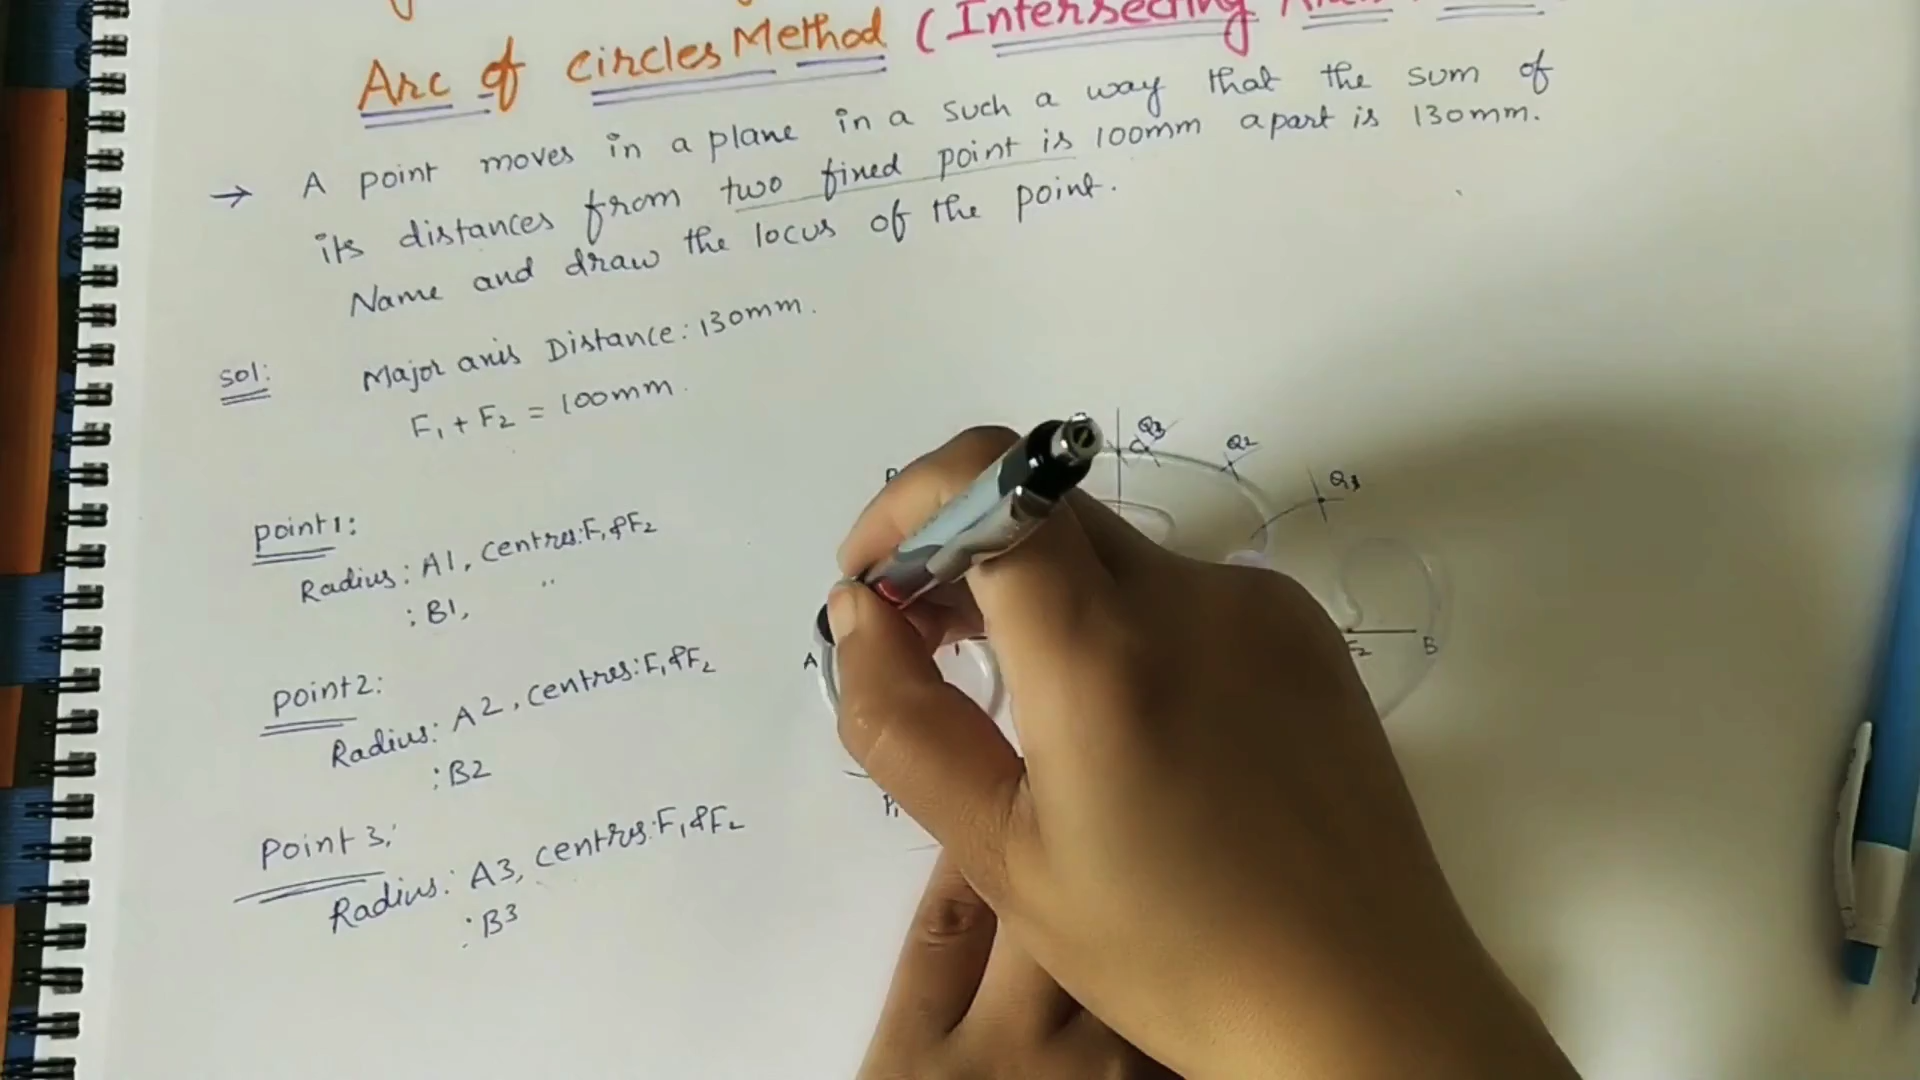 Arc of circles Method (Intersecting
→ A point moves in a plane in a such a way that the sum of
its distances from two fixed point is 100mm apart is 130mm.
Name and draw the locus of the point.
Sol: Major axis Distance: 130mm.
F1 + F2 = 100mm.
Point1:
Radius: A1, Centres: F1 & F2
: B1, "
Point2:
Radius: A2, Centres: F1 & F2
: B2
Point 3:
Radius: A3, Centres: F1 & F2
: B3
Q3
Q2
Q1
A
F2
B
P1